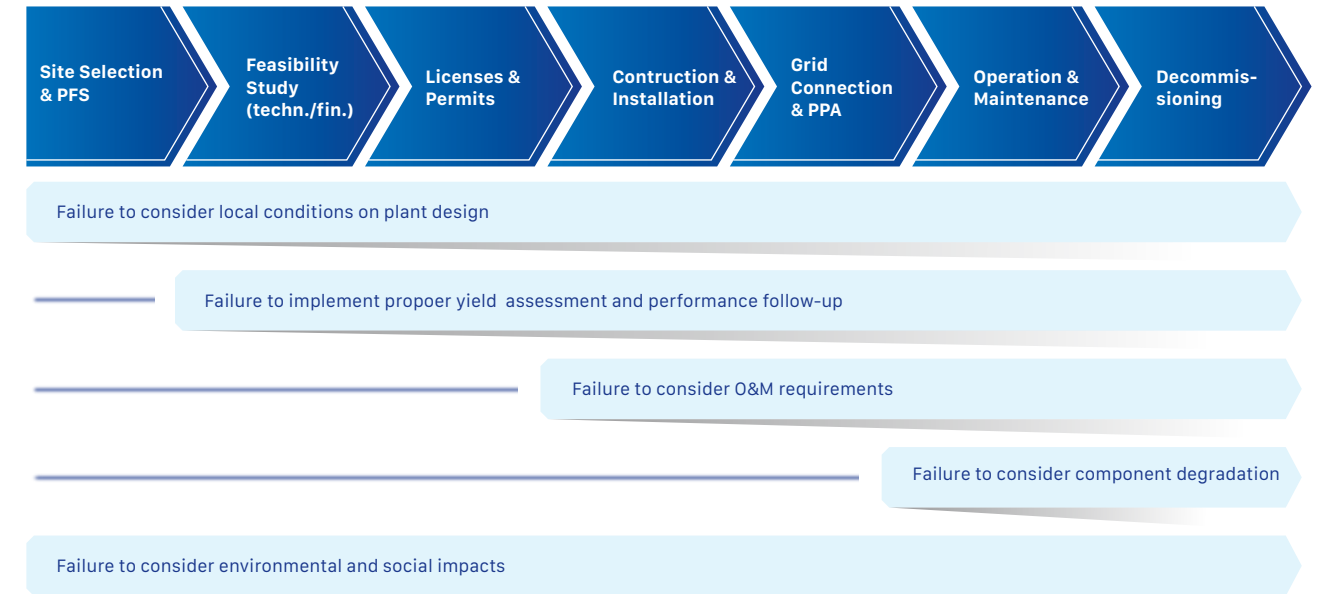 Site Selection
& PFS
Feasibility
Study
(techn./fin.)
Licenses &
Permits
Contruction &
Installation
Grid
Connection
& PPA
Operation &
Maintenance
Decommis-
sioning
Failure to consider local conditions on plant design
Failure to implement propoer yield assessment and performance follow-up
Failure to consider O&M requirements
Failure to consider component degradation
Failure to consider environmental and social impacts